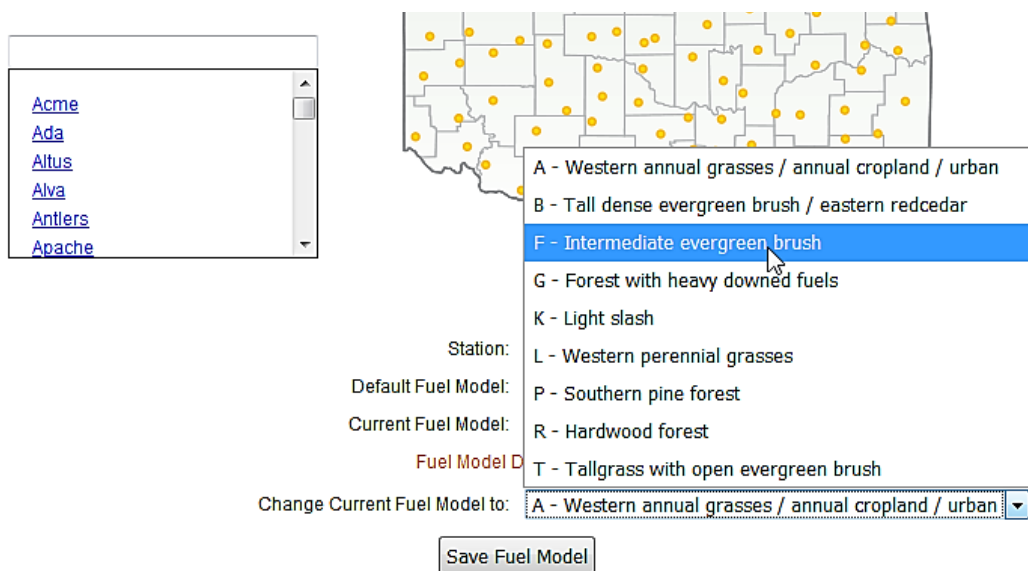 Acme
Ada
Altus
Alva
Antlers
Apache
A - Western annual grasses / annual cropland / urban
B - Tall dense evergreen brush / eastern redcedar
F - Intermediate evergreen brush
G - Forest with heavy downed fuels
K - Light slash
L - Western perennial grasses
P - Southern pine forest
R - Hardwood forest
T - Tallgrass with open evergreen brush
Station:
Default Fuel Model:
Current Fuel Model:
Fuel Model D
Change Current Fuel Model to: A - Western annual grasses / annual cropland / urban
Save Fuel Model